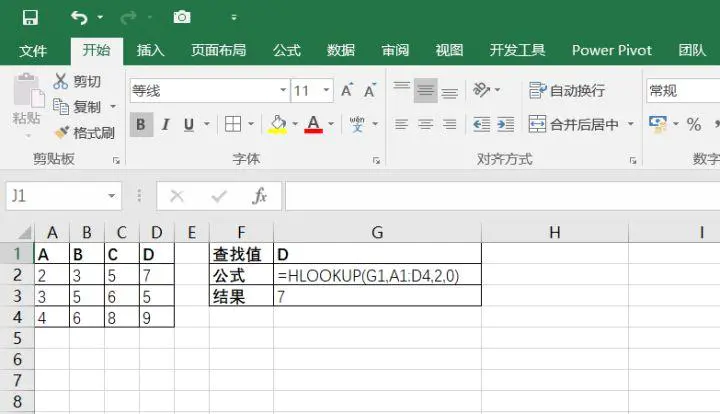 文件 开始 插入 页面布局 公式 数据 审阅 视图 开发工具 Power Pivot 团队
剪切 等线 11 A A wén 自动换行 常规
粘贴 复制 B I U A 文 合并后居中 %
格式刷
剪贴板 字体 对齐方式 数字
J1 fx
A B C D E F G H I
1 A B C D 查找值 D
2 2 3 5 7 公式 =HLOOKUP(G1,A1:D4,2,0)
3 3 5 6 5 结果 7
4 4 6 8 9
5
6
7
8